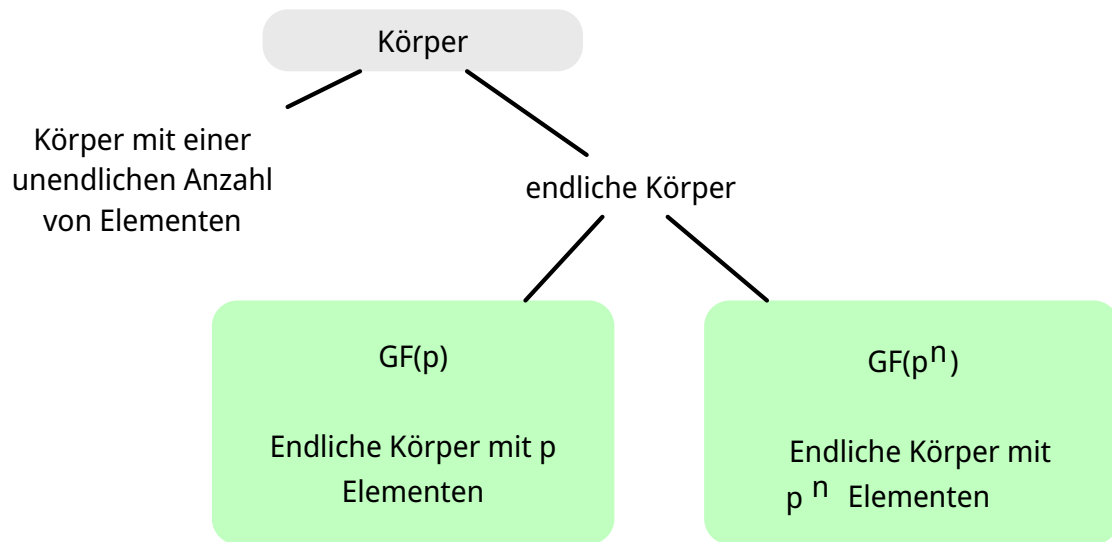 Körper
Körper mit einer
unendlichen Anzahl
von Elementen
endliche Körper
GF(p)
Endliche Körper mit p
Elementen
GF(pⁿ)
Endliche Körper mit
p ⁿ Elementen